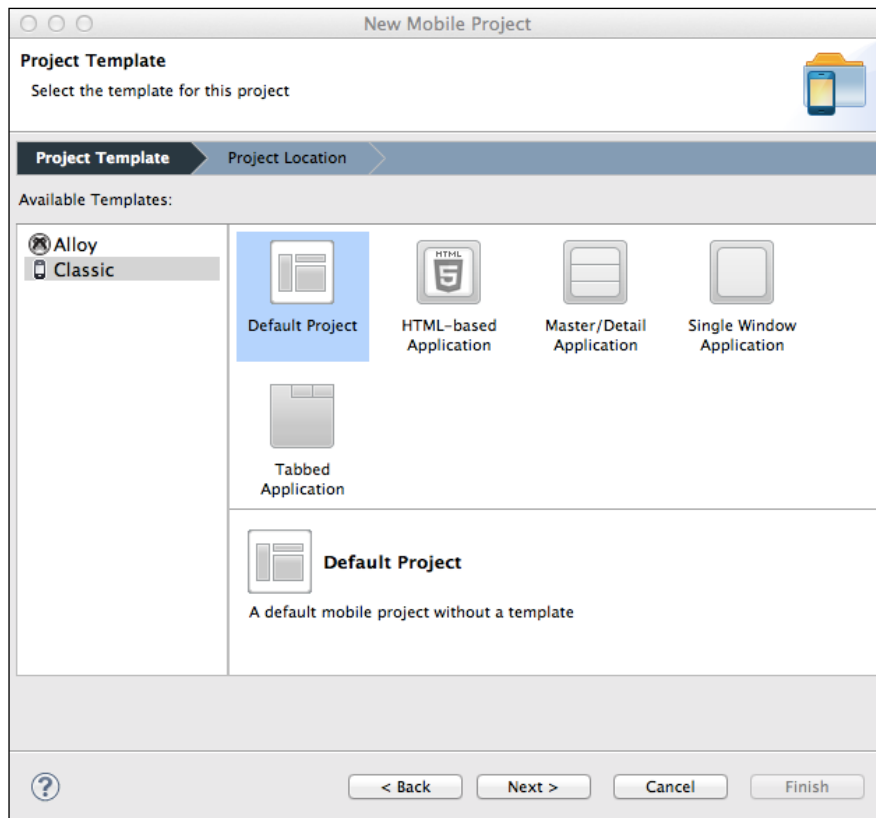 New Mobile Project
Project Template
Select the template for this project
Project Template
Project Location
Available Templates:
Alloy
Classic
Default Project
HTML
5
HTML-based
Application
Master/Detail
Application
Single Window
Application
Tabbed
Application
Default Project
A default mobile project without a template
?
< Back
Next >
Cancel
Finish